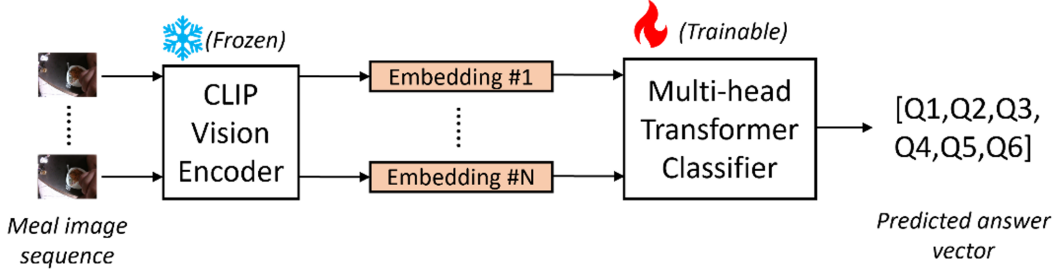 (Frozen)
(Trainable)
CLIP
Vision
Encoder
Embedding #1
Embedding #N
Multi-head
Transformer
Classifier
[Q1,Q2,Q3,
Q4,Q5,Q6]
Meal image
sequence
Predicted answer
vector